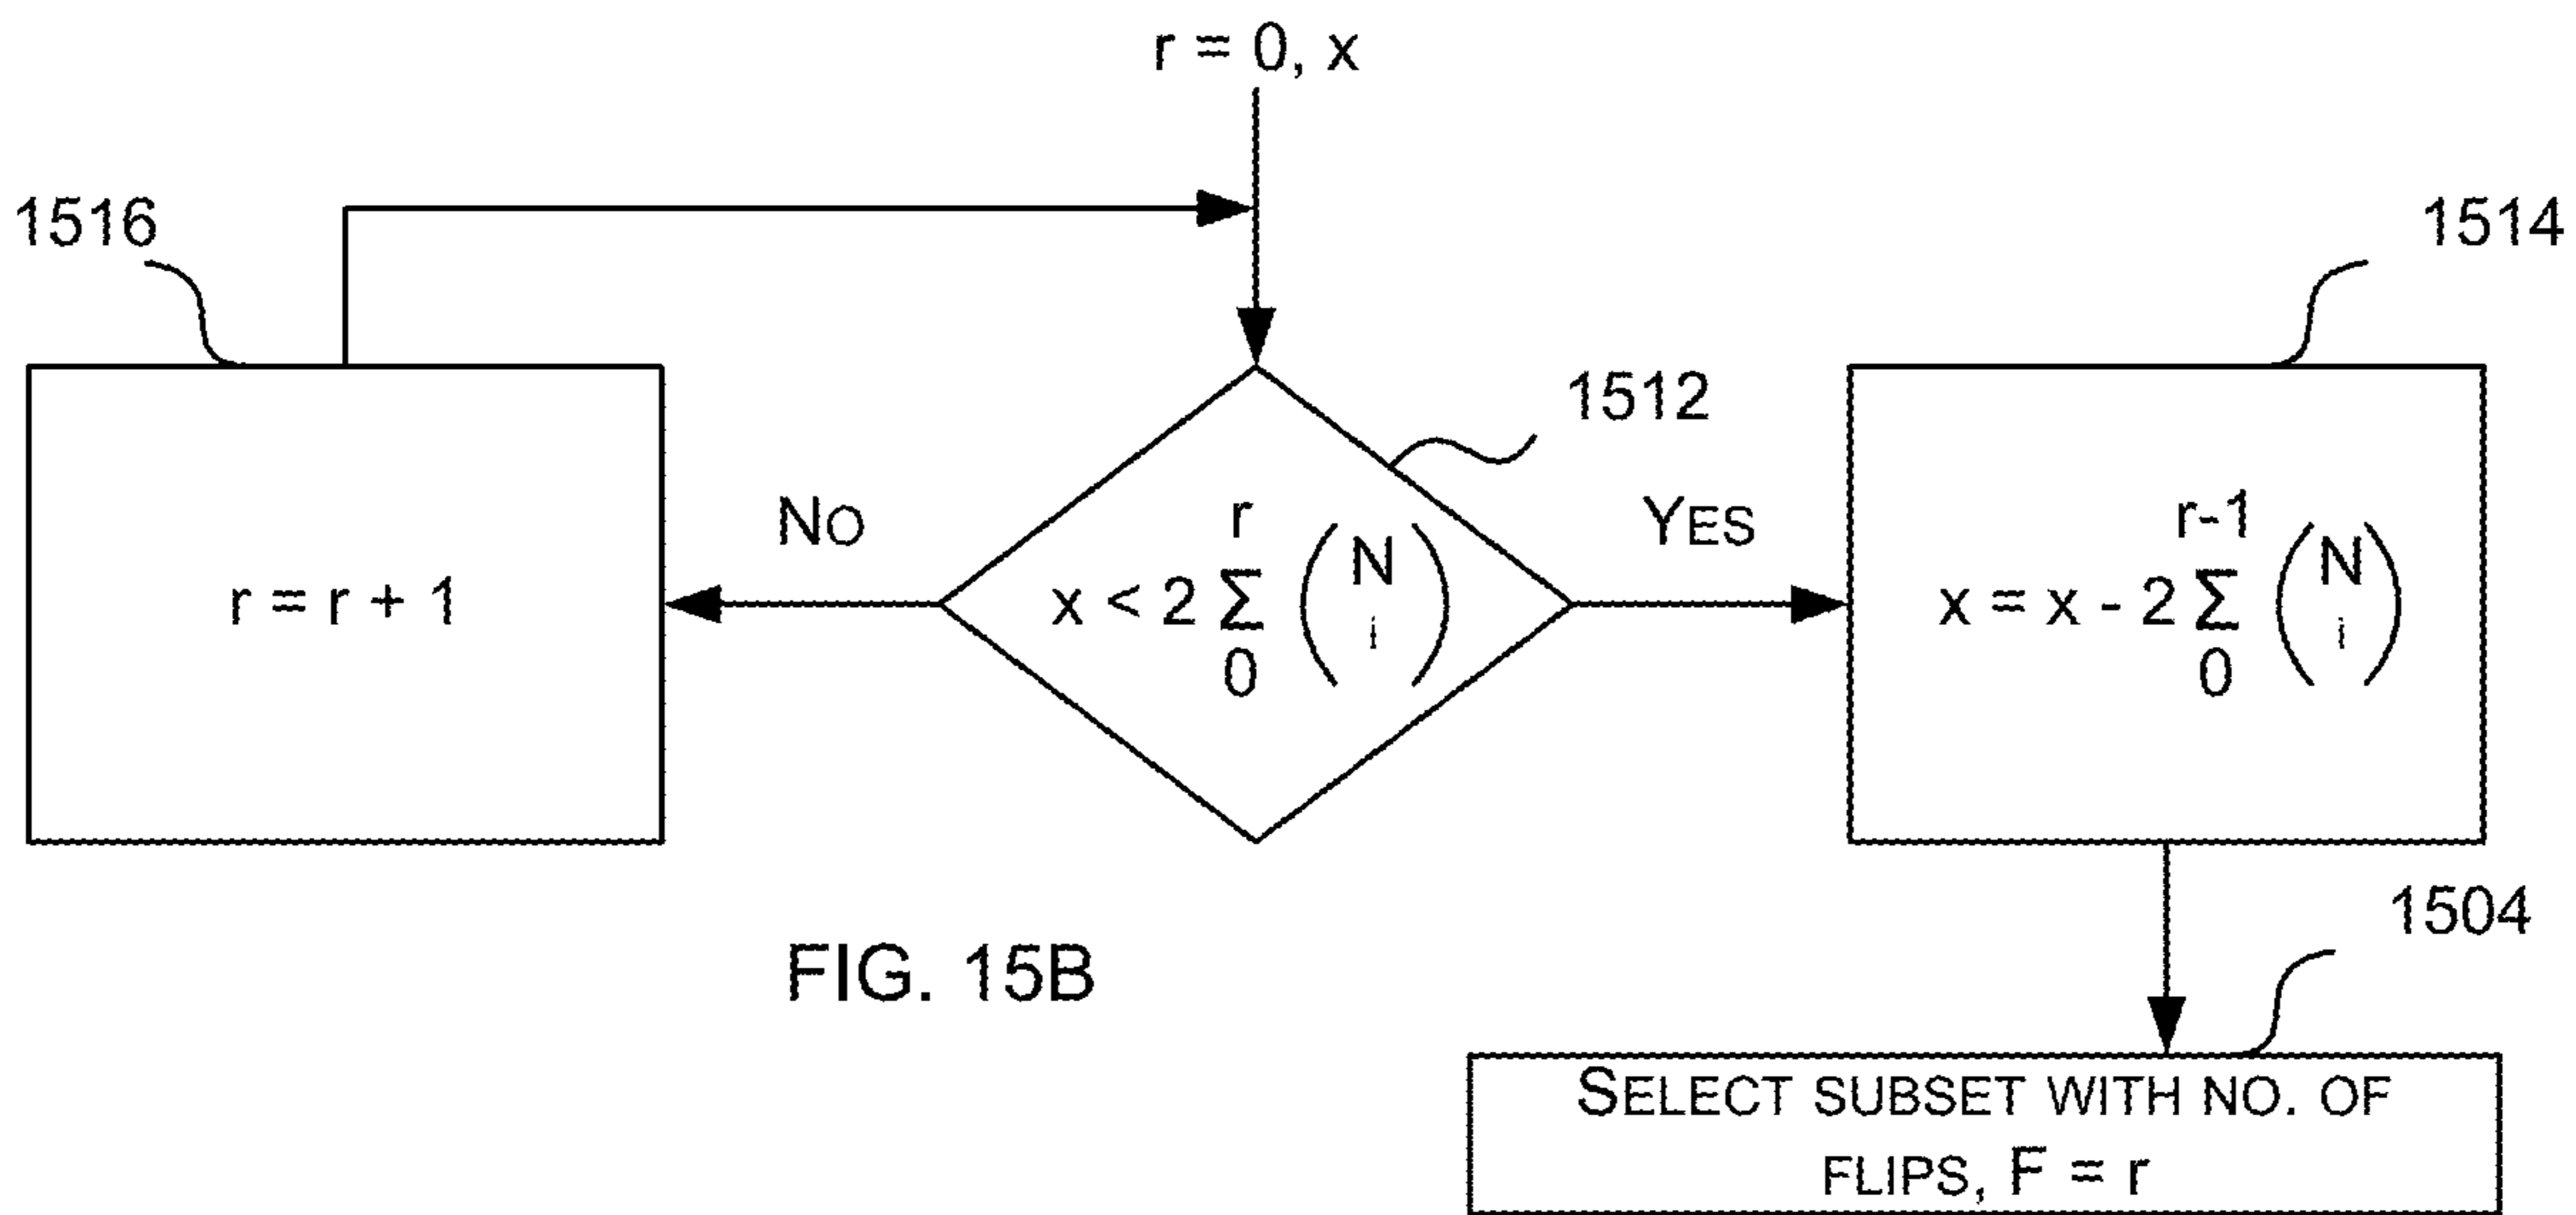 r = 0, x
1516
1514
1512
NO
YES
r = r + 1
r
x < 2 Σ (N
i)
0
r-1
x = x - 2 Σ (N
i)
0
1504
FIG. 15B
SELECT SUBSET WITH NO. OF
FLIPS, F = r